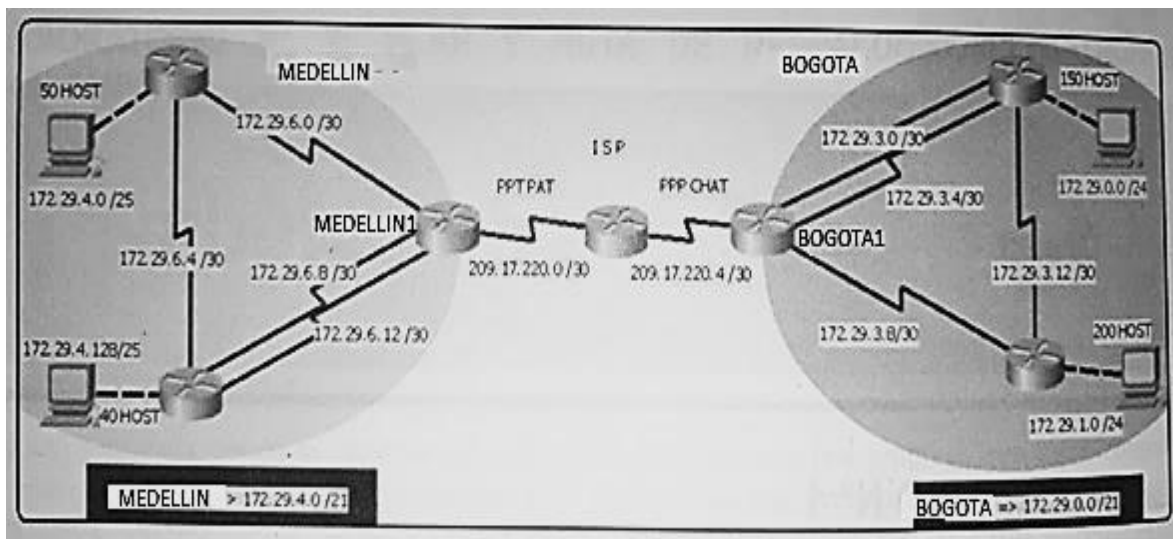 MEDELLIN
BOGOTA
50 HOST
150 HOST
172.29.6.0 /30
172.29.3.0 /30
I S P
172.29.4.0 /25
PPT PAT
PPP CHAT
172.29.0.0 /24
172.29.3.4/30
MEDELLIN1
BOGOTA1
172.29.6.4 /30
172.29.6.8 /30
209.17.220.0 /30
209.17.220.4 /30
172.29.3.12 /30
172.29.6.12 /30
172.29.3.8/30
172.29.4.128/25
200 HOST
40 HOST
172.29.1.0 /24
MEDELLIN > 172.29.4.0 /21
BOGOTA => 172.29.0.0 /21